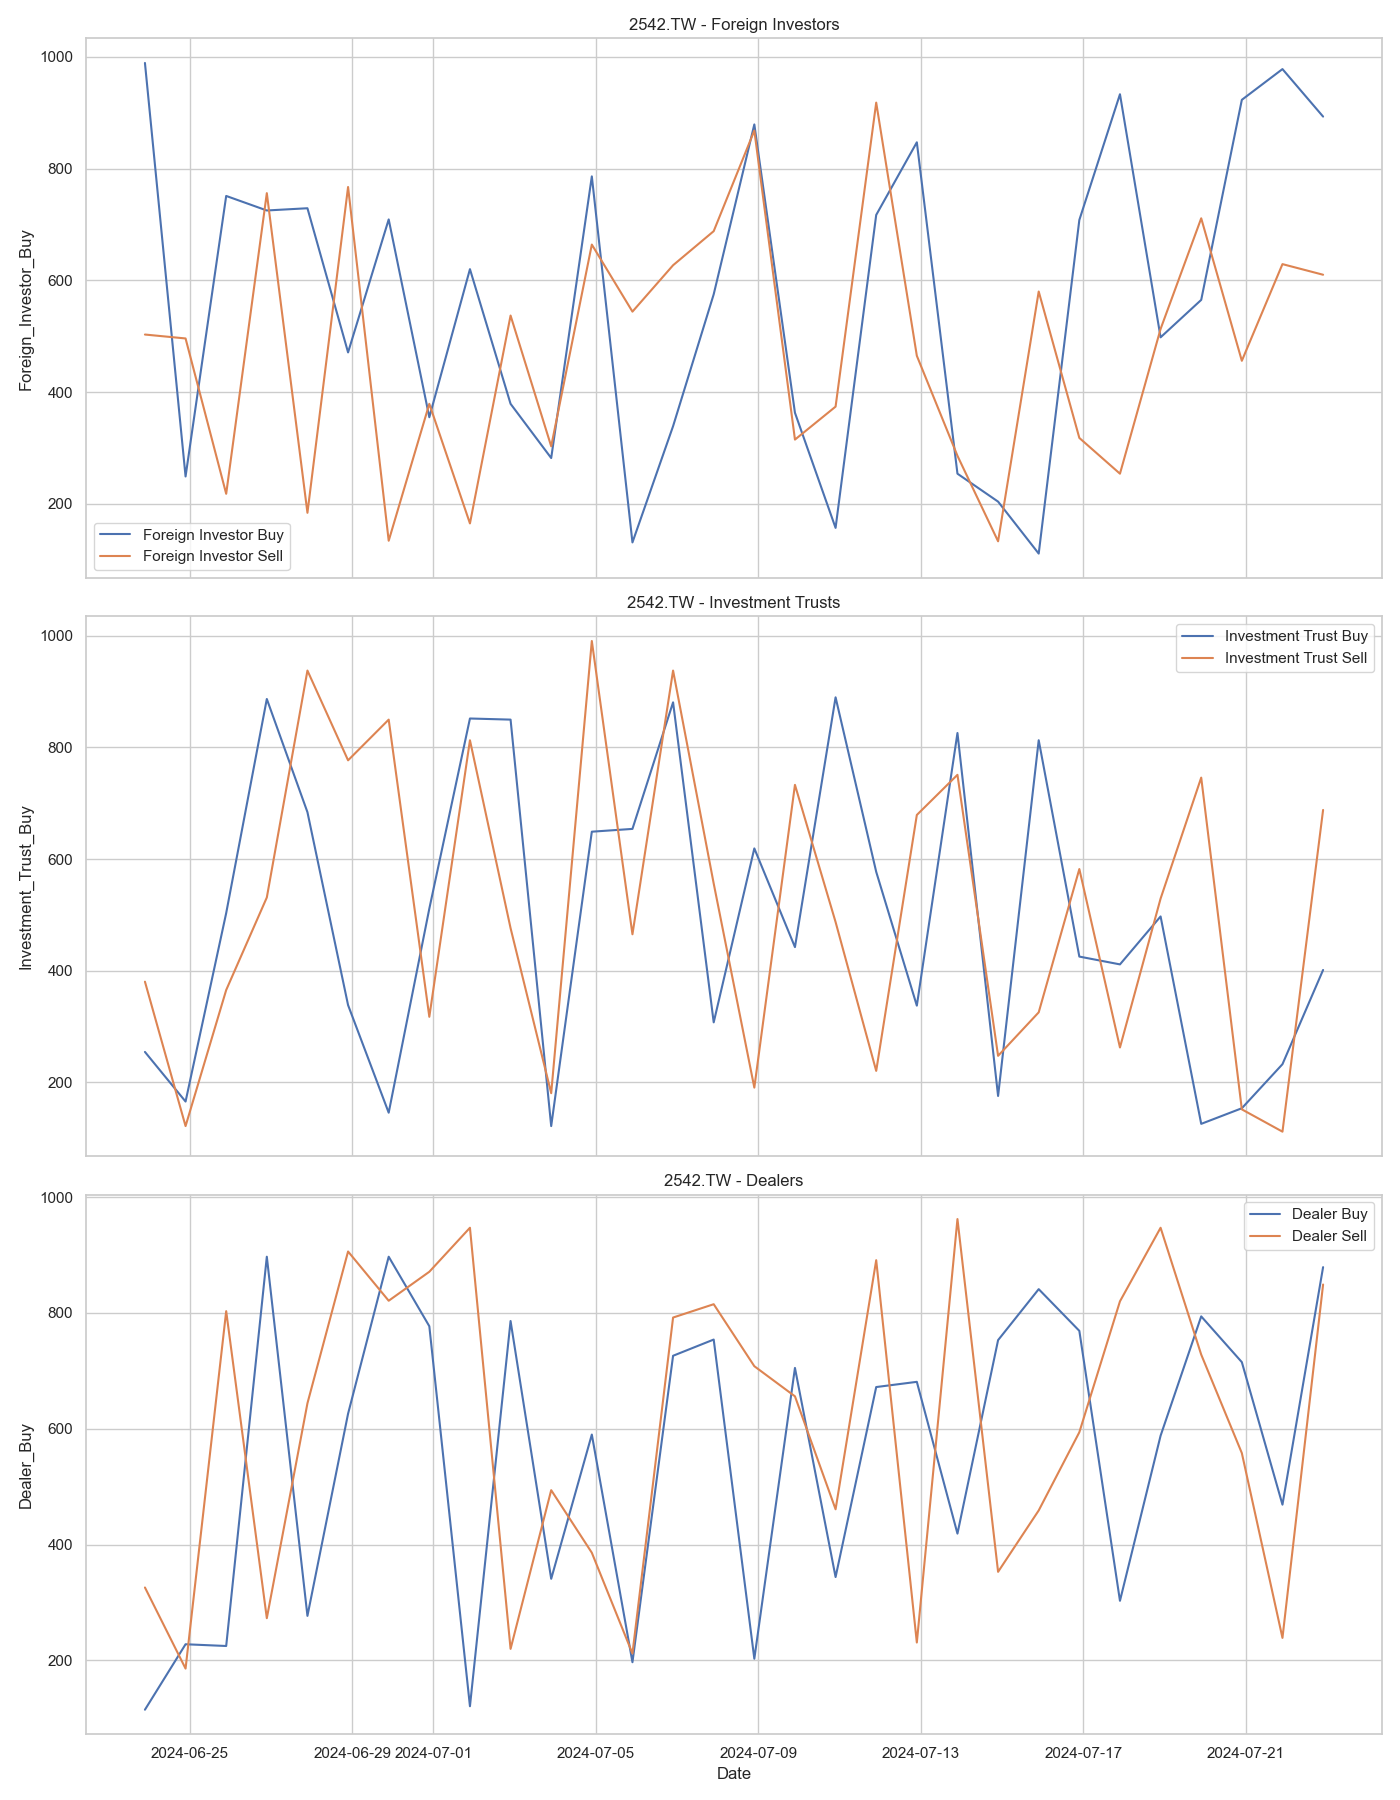 2542.TW - Foreign Investors
1000
800
600
400
200
Foreign_Investor_Buy
Foreign Investor Buy
Foreign Investor Sell
2542.TW - Investment Trusts
1000
800
600
400
200
Investment_Trust_Buy
Investment Trust Buy
Investment Trust Sell
2542.TW - Dealers
1000
800
600
400
200
Dealer_Buy
Dealer Buy
Dealer Sell
2024-06-25 2024-06-29 2024-07-01 2024-07-05 2024-07-09 2024-07-13 2024-07-17 2024-07-21
Date